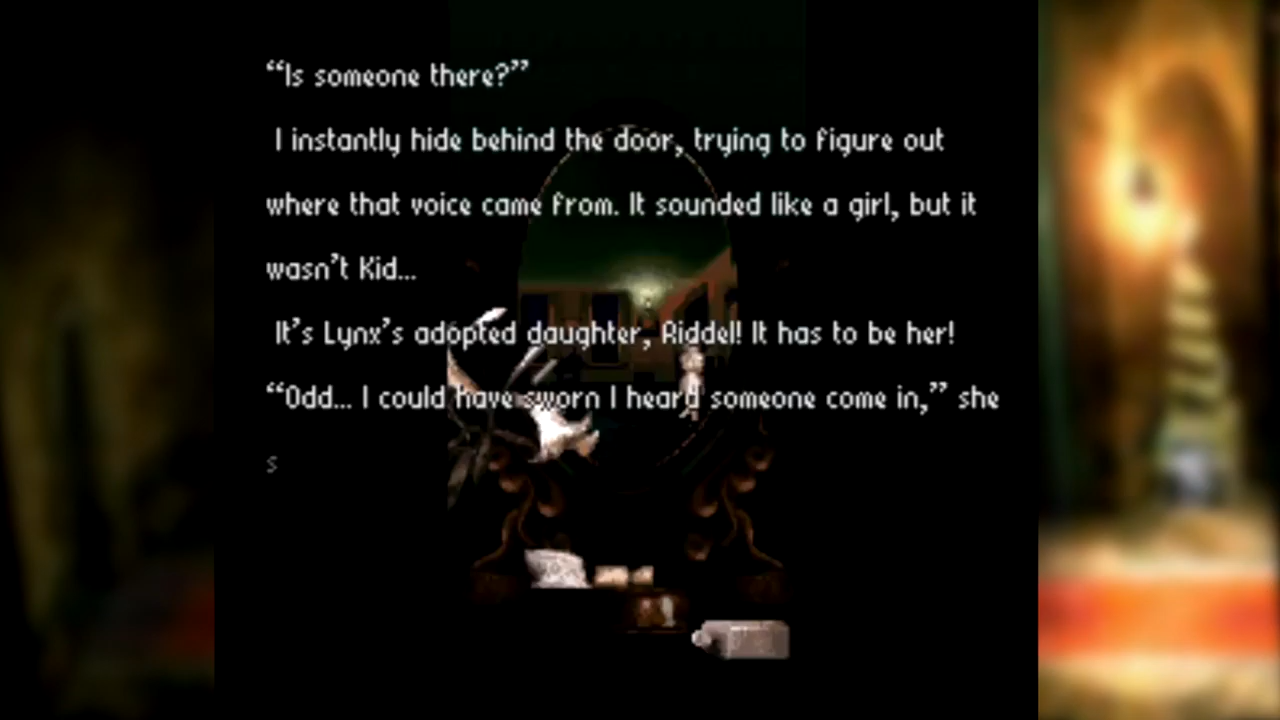 “Is someone there?”
I instantly hide behind the door, trying to figure out
where that voice came from. It sounded like a girl, but it
wasn’t Kid...
It’s Lynx’s adopted daughter, Riddel! It has to be her!
“Odd... I could have sworn I heard someone come in,” she
s